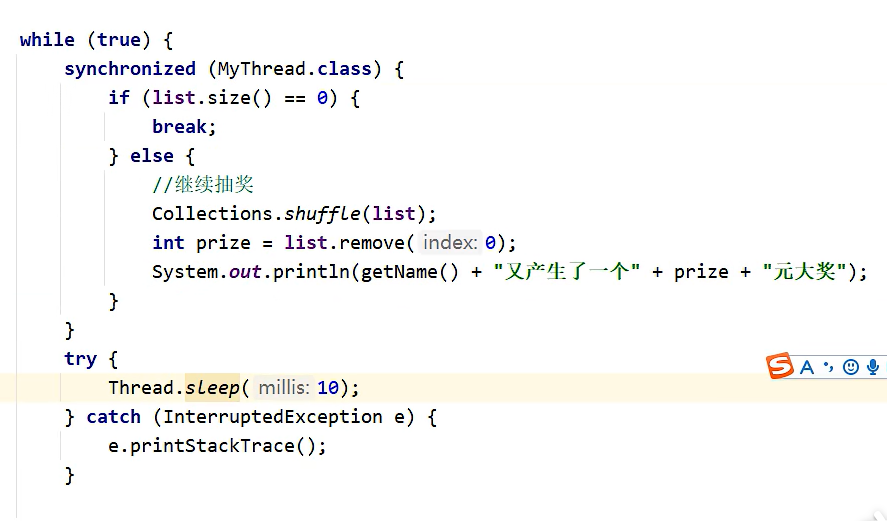 while (true) {
synchronized (MyThread.class) {
if (list.size() == 0) {
break;
} else {
//继续抽奖
Collections.shuffle(list);
int prize = list.remove( index: 0);
System.out.println(getName() + "又产生了一个" + prize + "元大奖");
}
}
try {
Thread.sleep( millis: 10);
} catch (InterruptedException e) {
e.printStackTrace();
}
S A